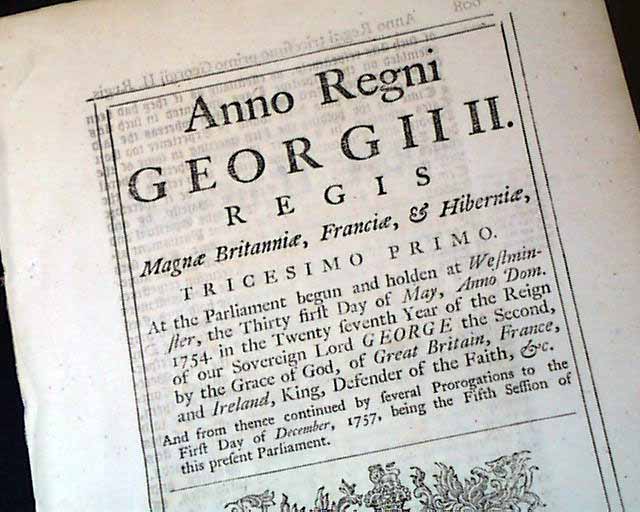 Anno Regni
GEORGII II.
REGIS
Magnæ Britanniæ, Franciæ, & Hiberniæ,
TRICESIMO PRIMO.
At the Parliament begun and holden at Weſtmin-
ſter, the Thirty firſt Day of May, Anno Dom.
1754. in the Twenty ſeventh Year of the Reign
of our Sovereign Lord GEORGE the Second,
by the Grace of God, of Great Britain, France,
and Ireland, King, Defender of the Faith, &c.
And from thence continued by ſeveral Prorogations to the
Firſt Day of December, 1757, being the Fifth Seſſion of
this preſent Parliament.